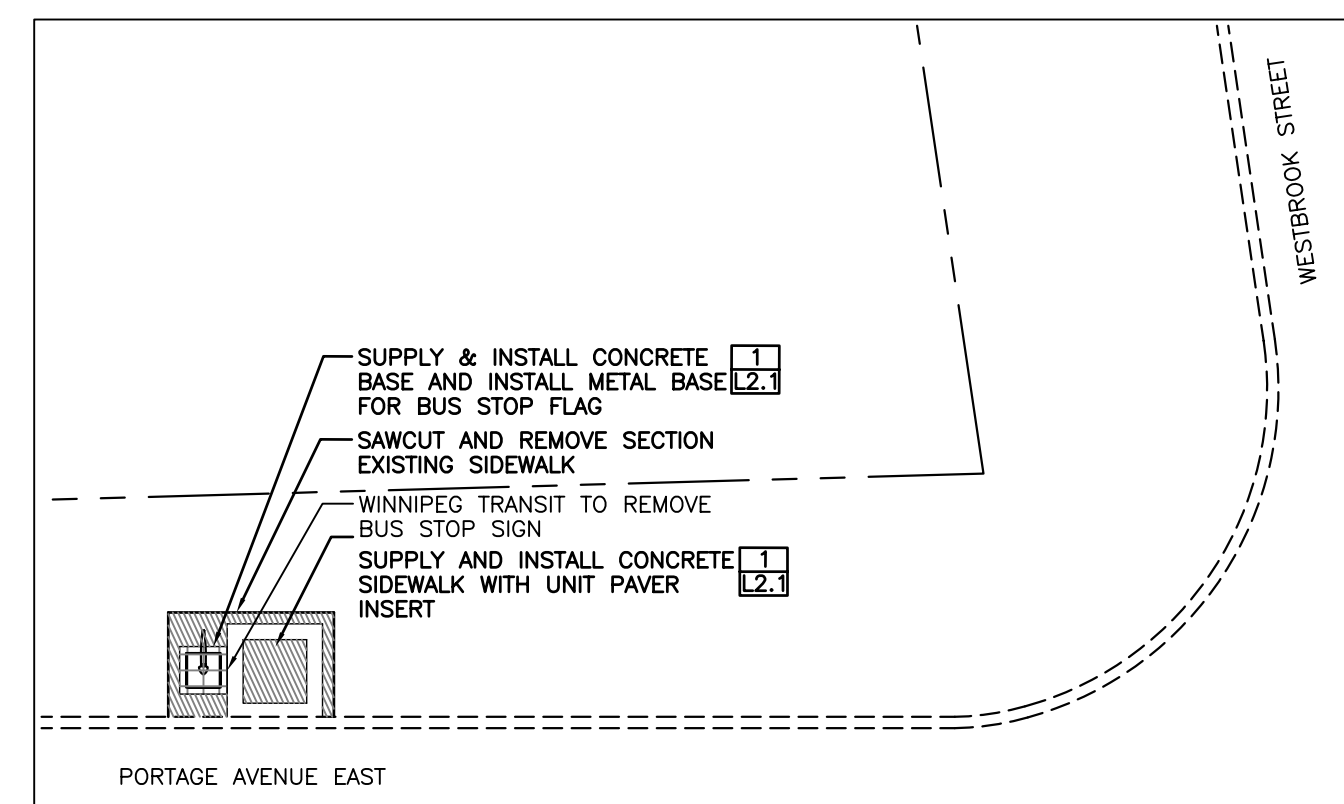 WESTBROOK STREET
SUPPLY & INSTALL CONCRETE
BASE AND INSTALL METAL BASE
FOR BUS STOP FLAG
1
L2.1
SAWCUT AND REMOVE SECTION
EXISTING SIDEWALK
WINNIPEG TRANSIT TO REMOVE
BUS STOP SIGN
SUPPLY AND INSTALL CONCRETE
SIDEWALK WITH UNIT PAVER
INSERT
1
L2.1
PORTAGE AVENUE EAST